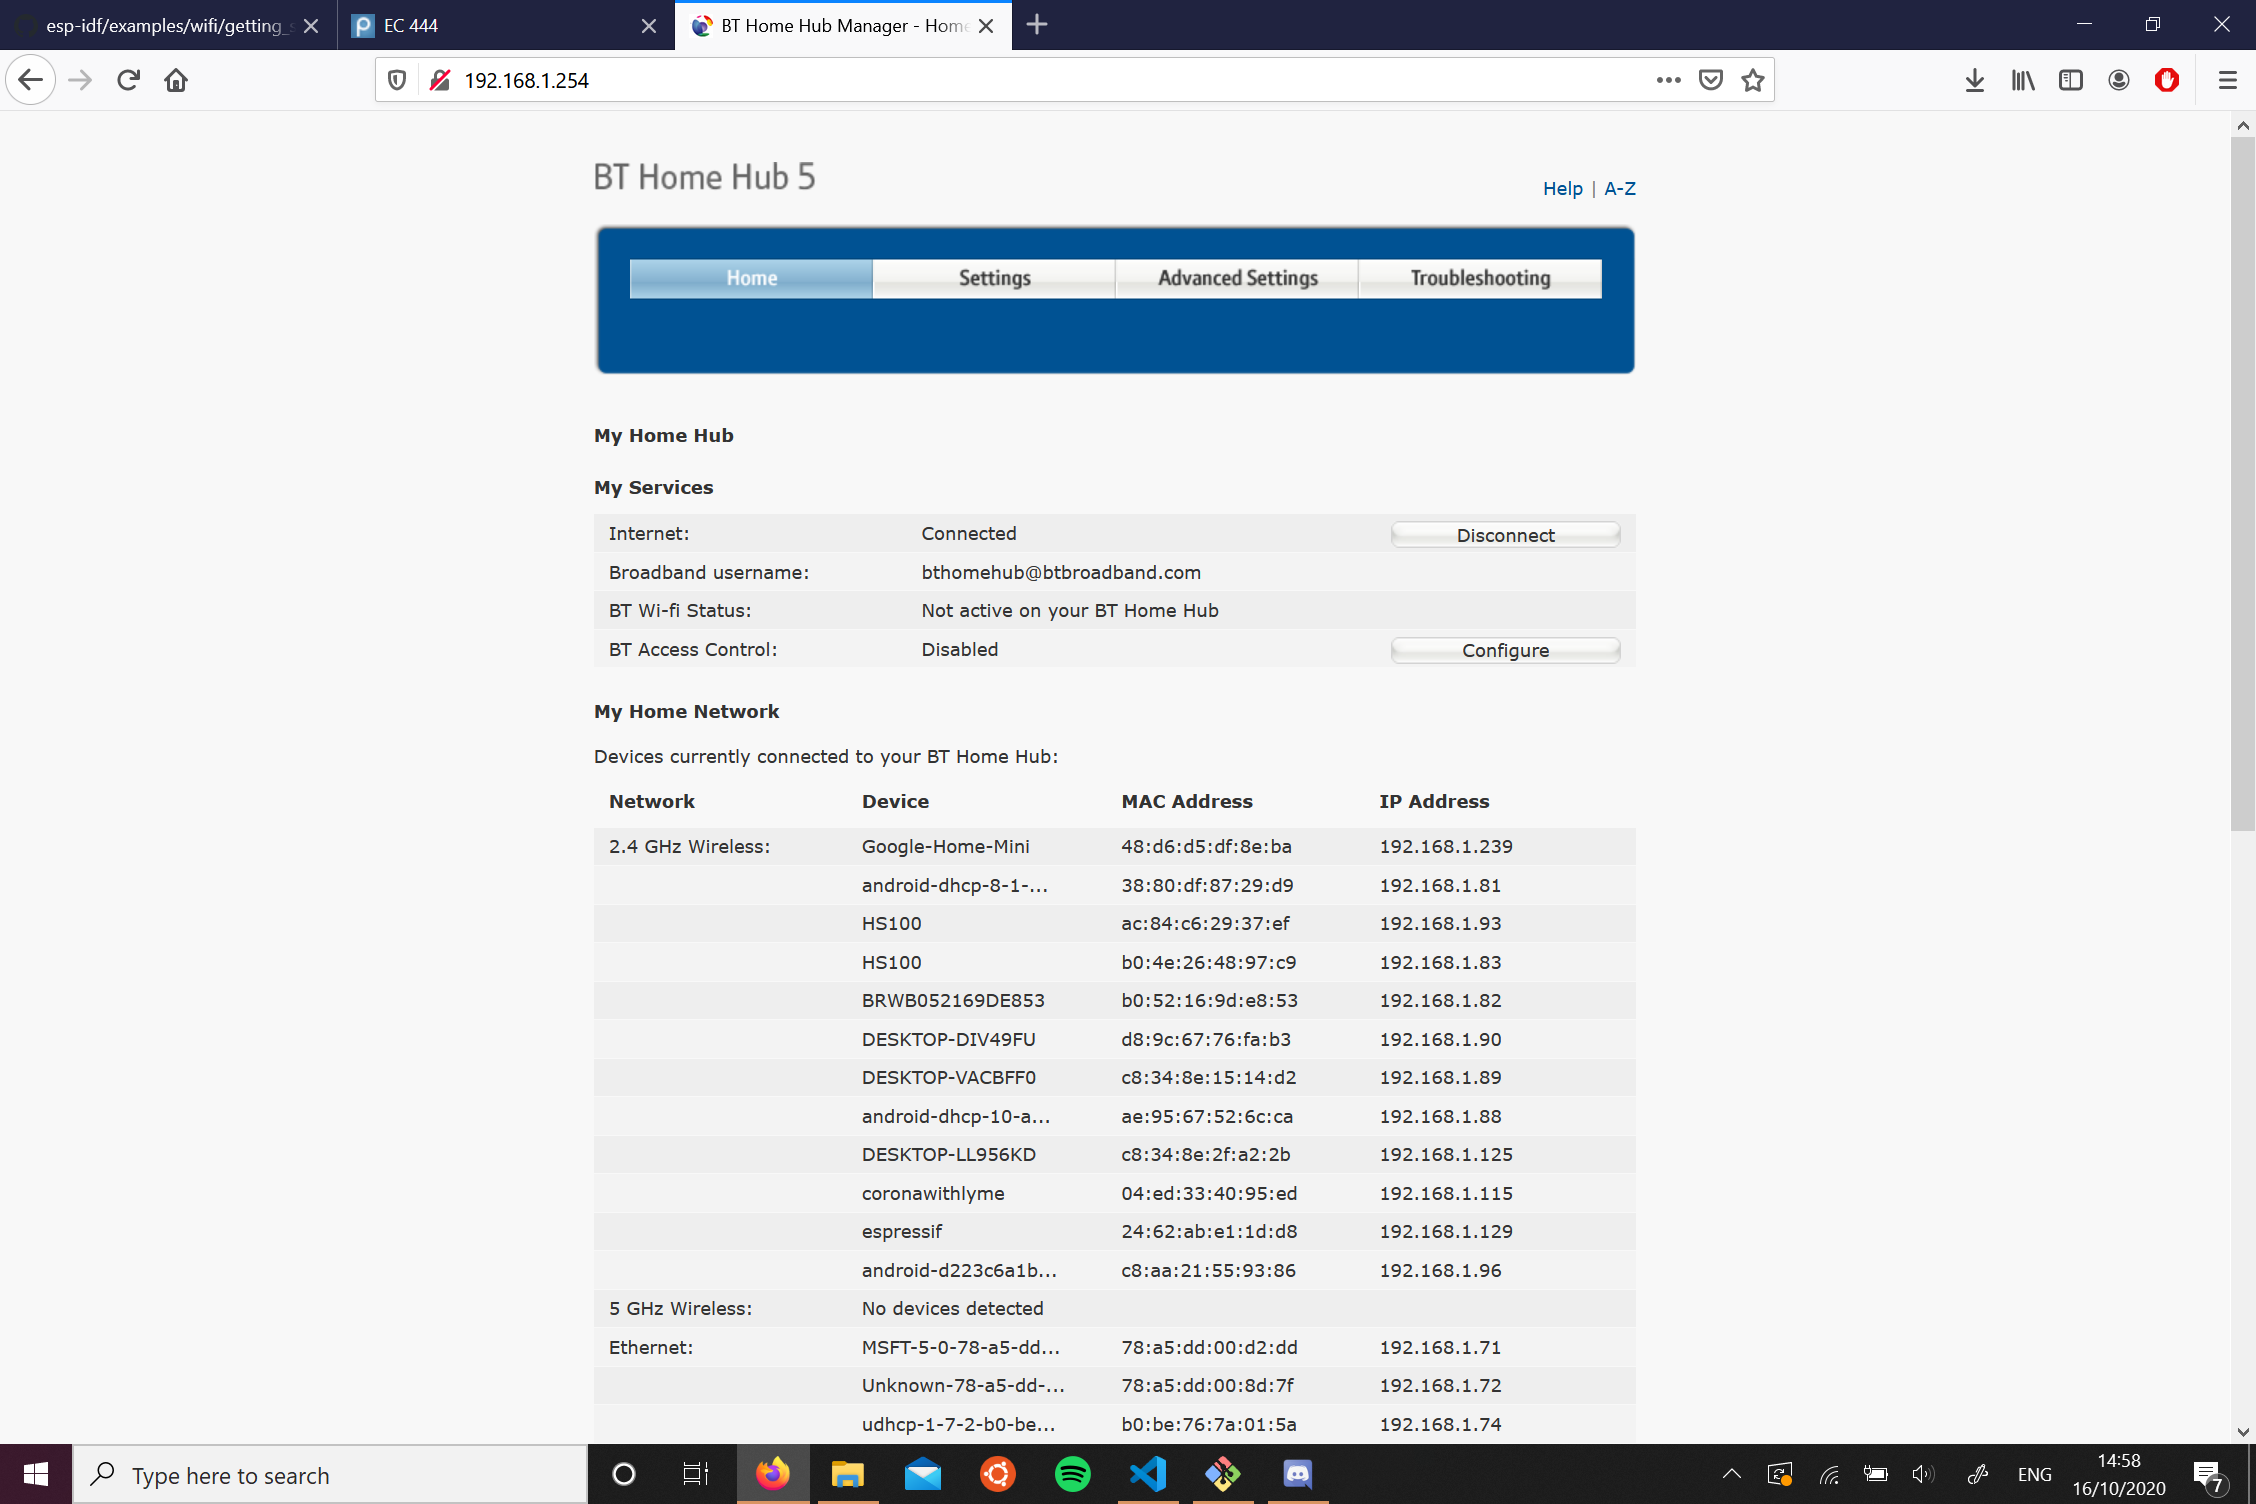 esp-idf/examples/wifi/getting_s
EC 444
BT Home Hub Manager - Home
192.168.1.254
BT Home Hub 5
Help | A-Z
Home Settings Advanced Settings Troubleshooting
My Home Hub
My Services
Internet: Connected Disconnect
Broadband username: bthomehub@btbroadband.com
BT Wi-fi Status: Not active on your BT Home Hub
BT Access Control: Disabled Configure
My Home Network
Devices currently connected to your BT Home Hub:
Network Device MAC Address IP Address
2.4 GHz Wireless: Google-Home-Mini 48:d6:d5:df:8e:ba 192.168.1.239
android-dhcp-8-1-... 38:80:df:87:29:d9 192.168.1.81
HS100 ac:84:c6:29:37:ef 192.168.1.93
HS100 b0:4e:26:48:97:c9 192.168.1.83
BRWB052169DE853 b0:52:16:9d:e8:53 192.168.1.82
DESKTOP-DIV49FU d8:9c:67:76:fa:b3 192.168.1.90
DESKTOP-VACBFF0 c8:34:8e:15:14:d2 192.168.1.89
android-dhcp-10-a... ae:95:67:52:6c:ca 192.168.1.88
DESKTOP-LL956KD c8:34:8e:2f:a2:2b 192.168.1.125
coronawithlyme 04:ed:33:40:95:ed 192.168.1.115
espressif 24:62:ab:e1:1d:d8 192.168.1.129
android-d223c6a1b... c8:aa:21:55:93:86 192.168.1.96
5 GHz Wireless: No devices detected
Ethernet: MSFT-5-0-78-a5-dd... 78:a5:dd:00:d2:dd 192.168.1.71
Unknown-78-a5-dd-... 78:a5:dd:00:8d:7f 192.168.1.72
udhcp-1-7-2-b0-be... b0:be:76:7a:01:5a 192.168.1.74
Type here to search
ENG
14:58
16/10/2020
7